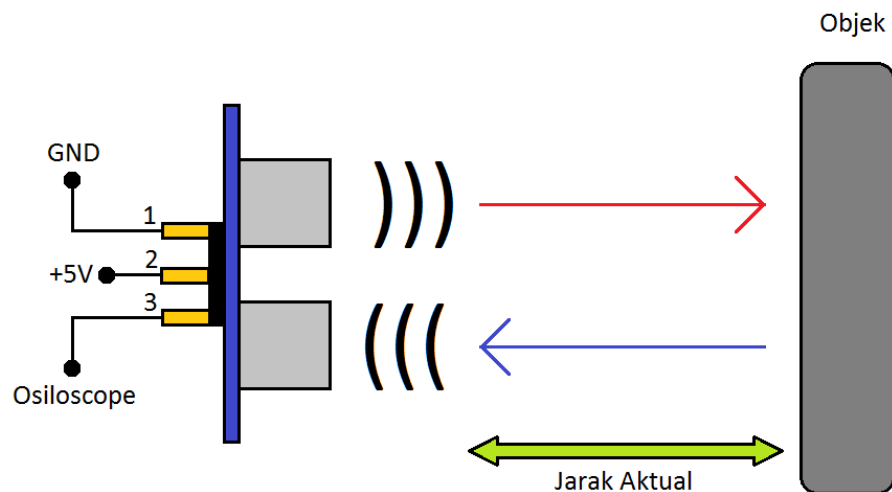 Objek
GND
1
2
+5V
3
Osiloscope
Jarak Aktual